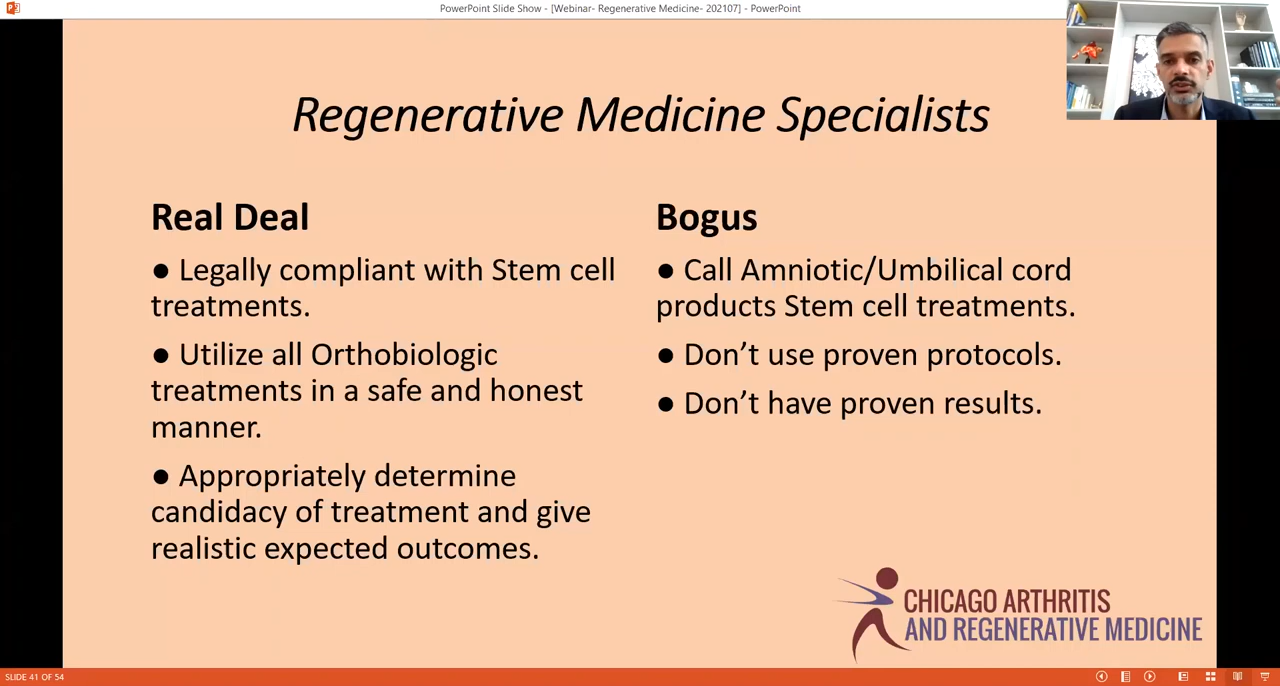 PowerPoint Slide Show - [Webinar- Regenerative Medicine- 202107] - PowerPoint
Regenerative Medicine Specialists
Real Deal
● Legally compliant with Stem cell
treatments.
● Utilize all Orthobiologic
treatments in a safe and honest
manner.
● Appropriately determine
candidacy of treatment and give
realistic expected outcomes.
Bogus
● Call Amniotic/Umbilical cord
products Stem cell treatments.
● Don’t use proven protocols.
● Don’t have proven results.
CHICAGO ARTHRITIS
AND REGENERATIVE MEDICINE
SLIDE 41 OF 54